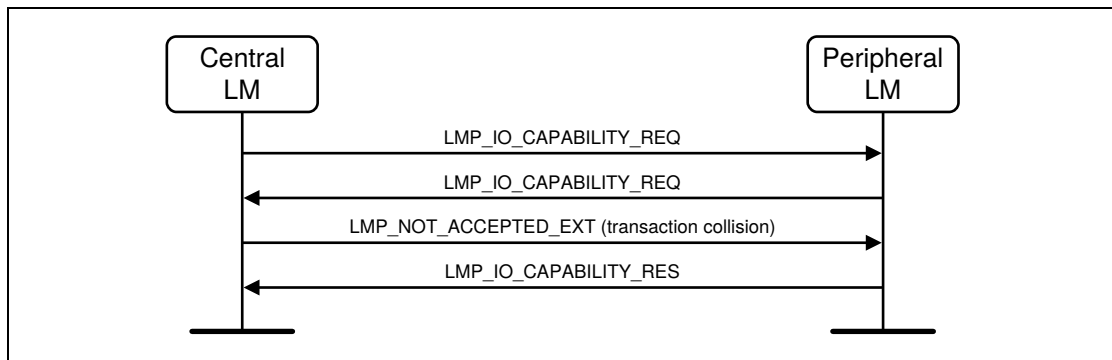 Central
LM
Peripheral
LM
LMP_IO_CAPABILITY_REQ
LMP_IO_CAPABILITY_REQ
LMP_NOT_ACCEPTED_EXT (transaction collision)
LMP_IO_CAPABILITY_RES